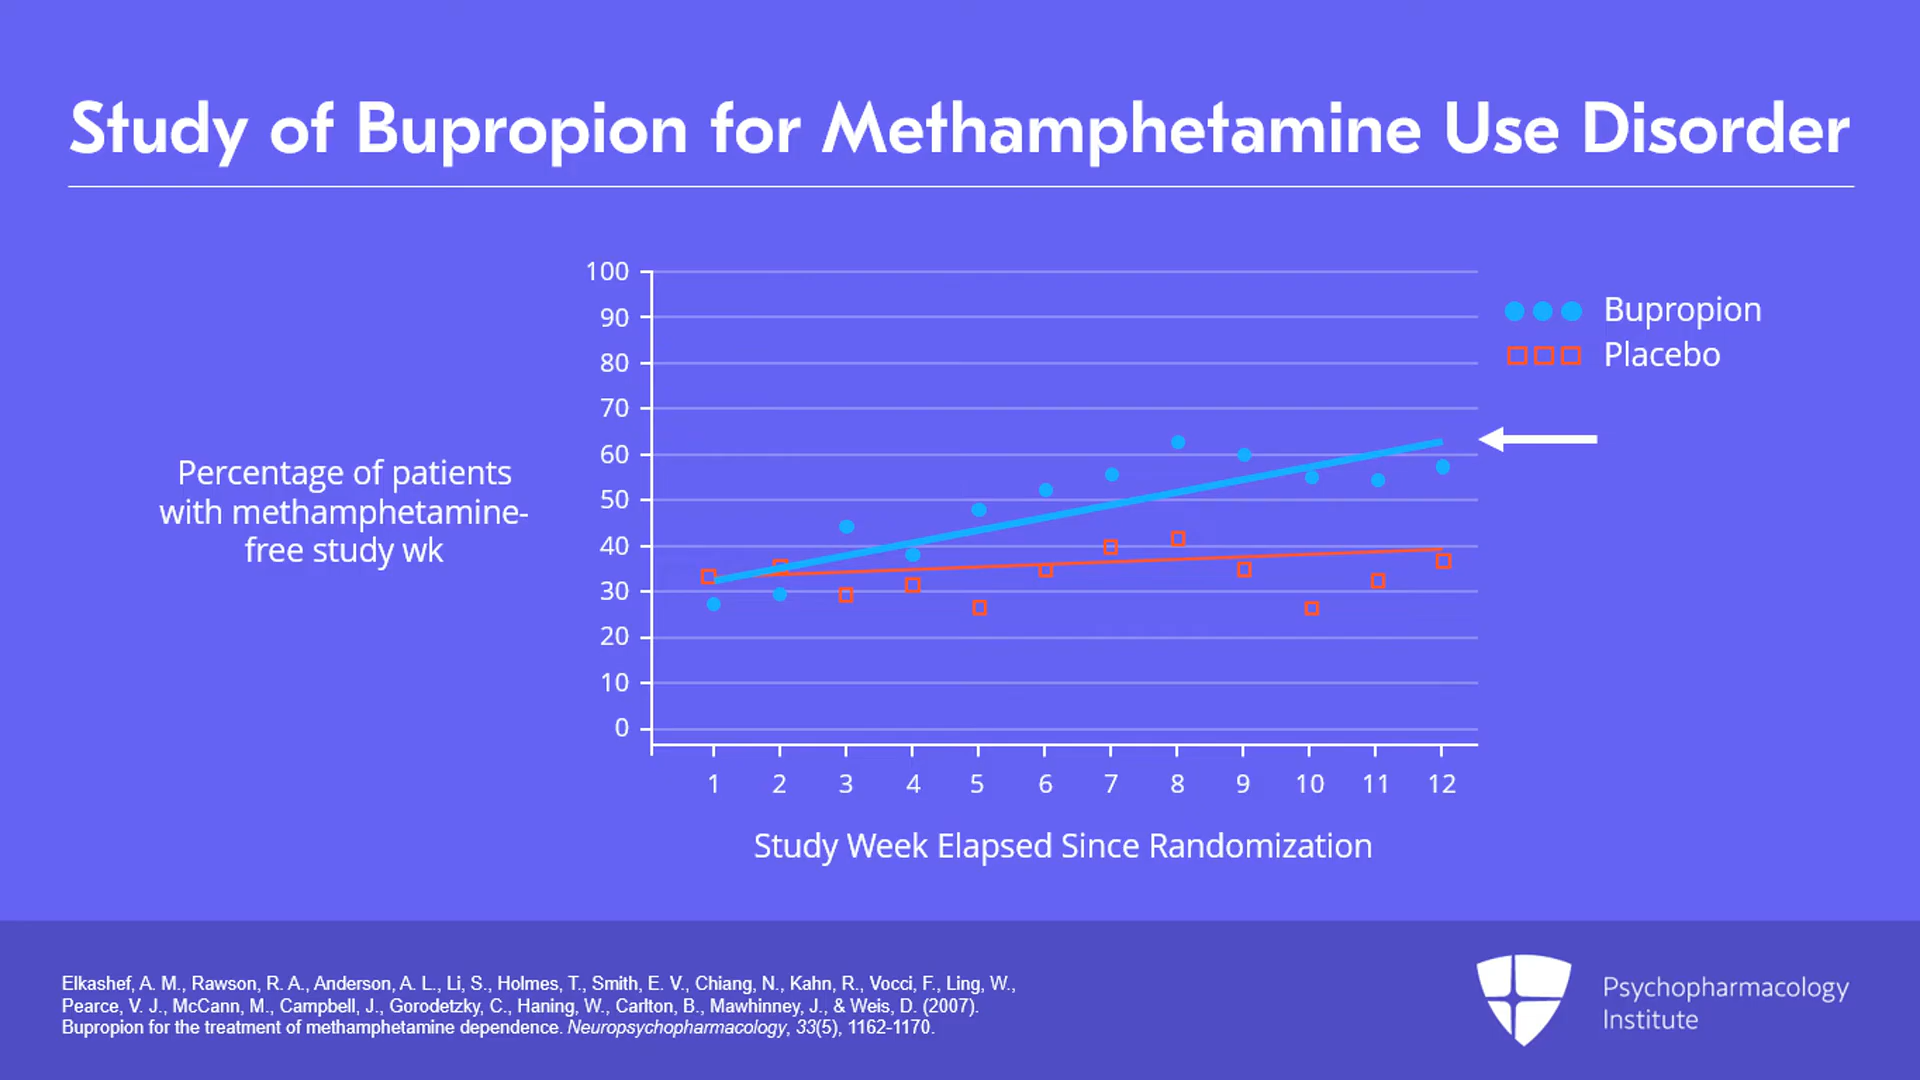 Study of Bupropion for Methamphetamine Use Disorder
100
90
80
70
60
50
40
30
20
10
0
Percentage of patients
with methamphetamine-
free study wk
Bupropion
Placebo
1 2 3 4 5 6 7 8 9 10 11 12
Study Week Elapsed Since Randomization
Elkashef, A. M., Rawson, R. A., Anderson, A. L., Li, S., Holmes, T., Smith, E. V., Chiang, N., Kahn, R., Vocci, F., Ling, W.,
Pearce, V. J., McCann, M., Campbell, J., Gorodetzky, C., Haning, W., Carlton, B., Mawhinney, J., & Weis, D. (2007).
Bupropion for the treatment of methamphetamine dependence. Neuropsychopharmacology, 33(5), 1162-1170.
Psychopharmacology
Institute